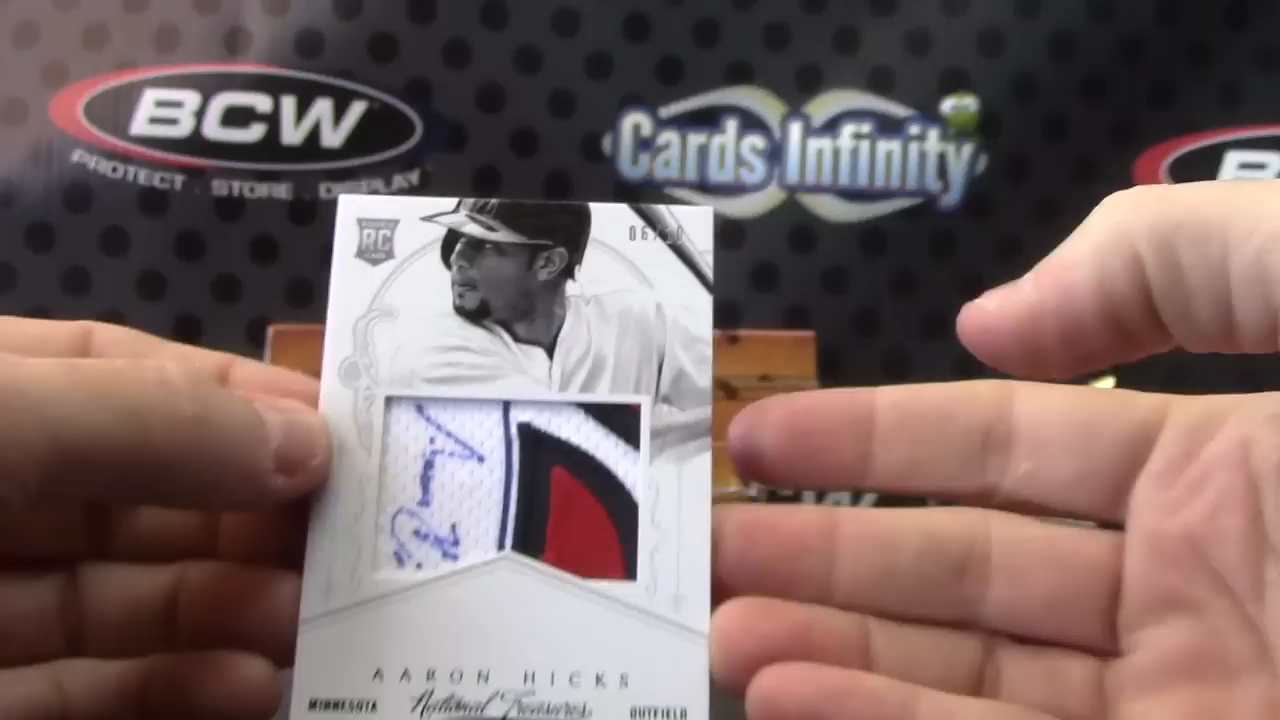 BCW
PROTECT . STORE . DISPLAY
Cards Infinity
B
RC
AARON HICKS
National Treasures
MINNESOTA
OUTFIELD